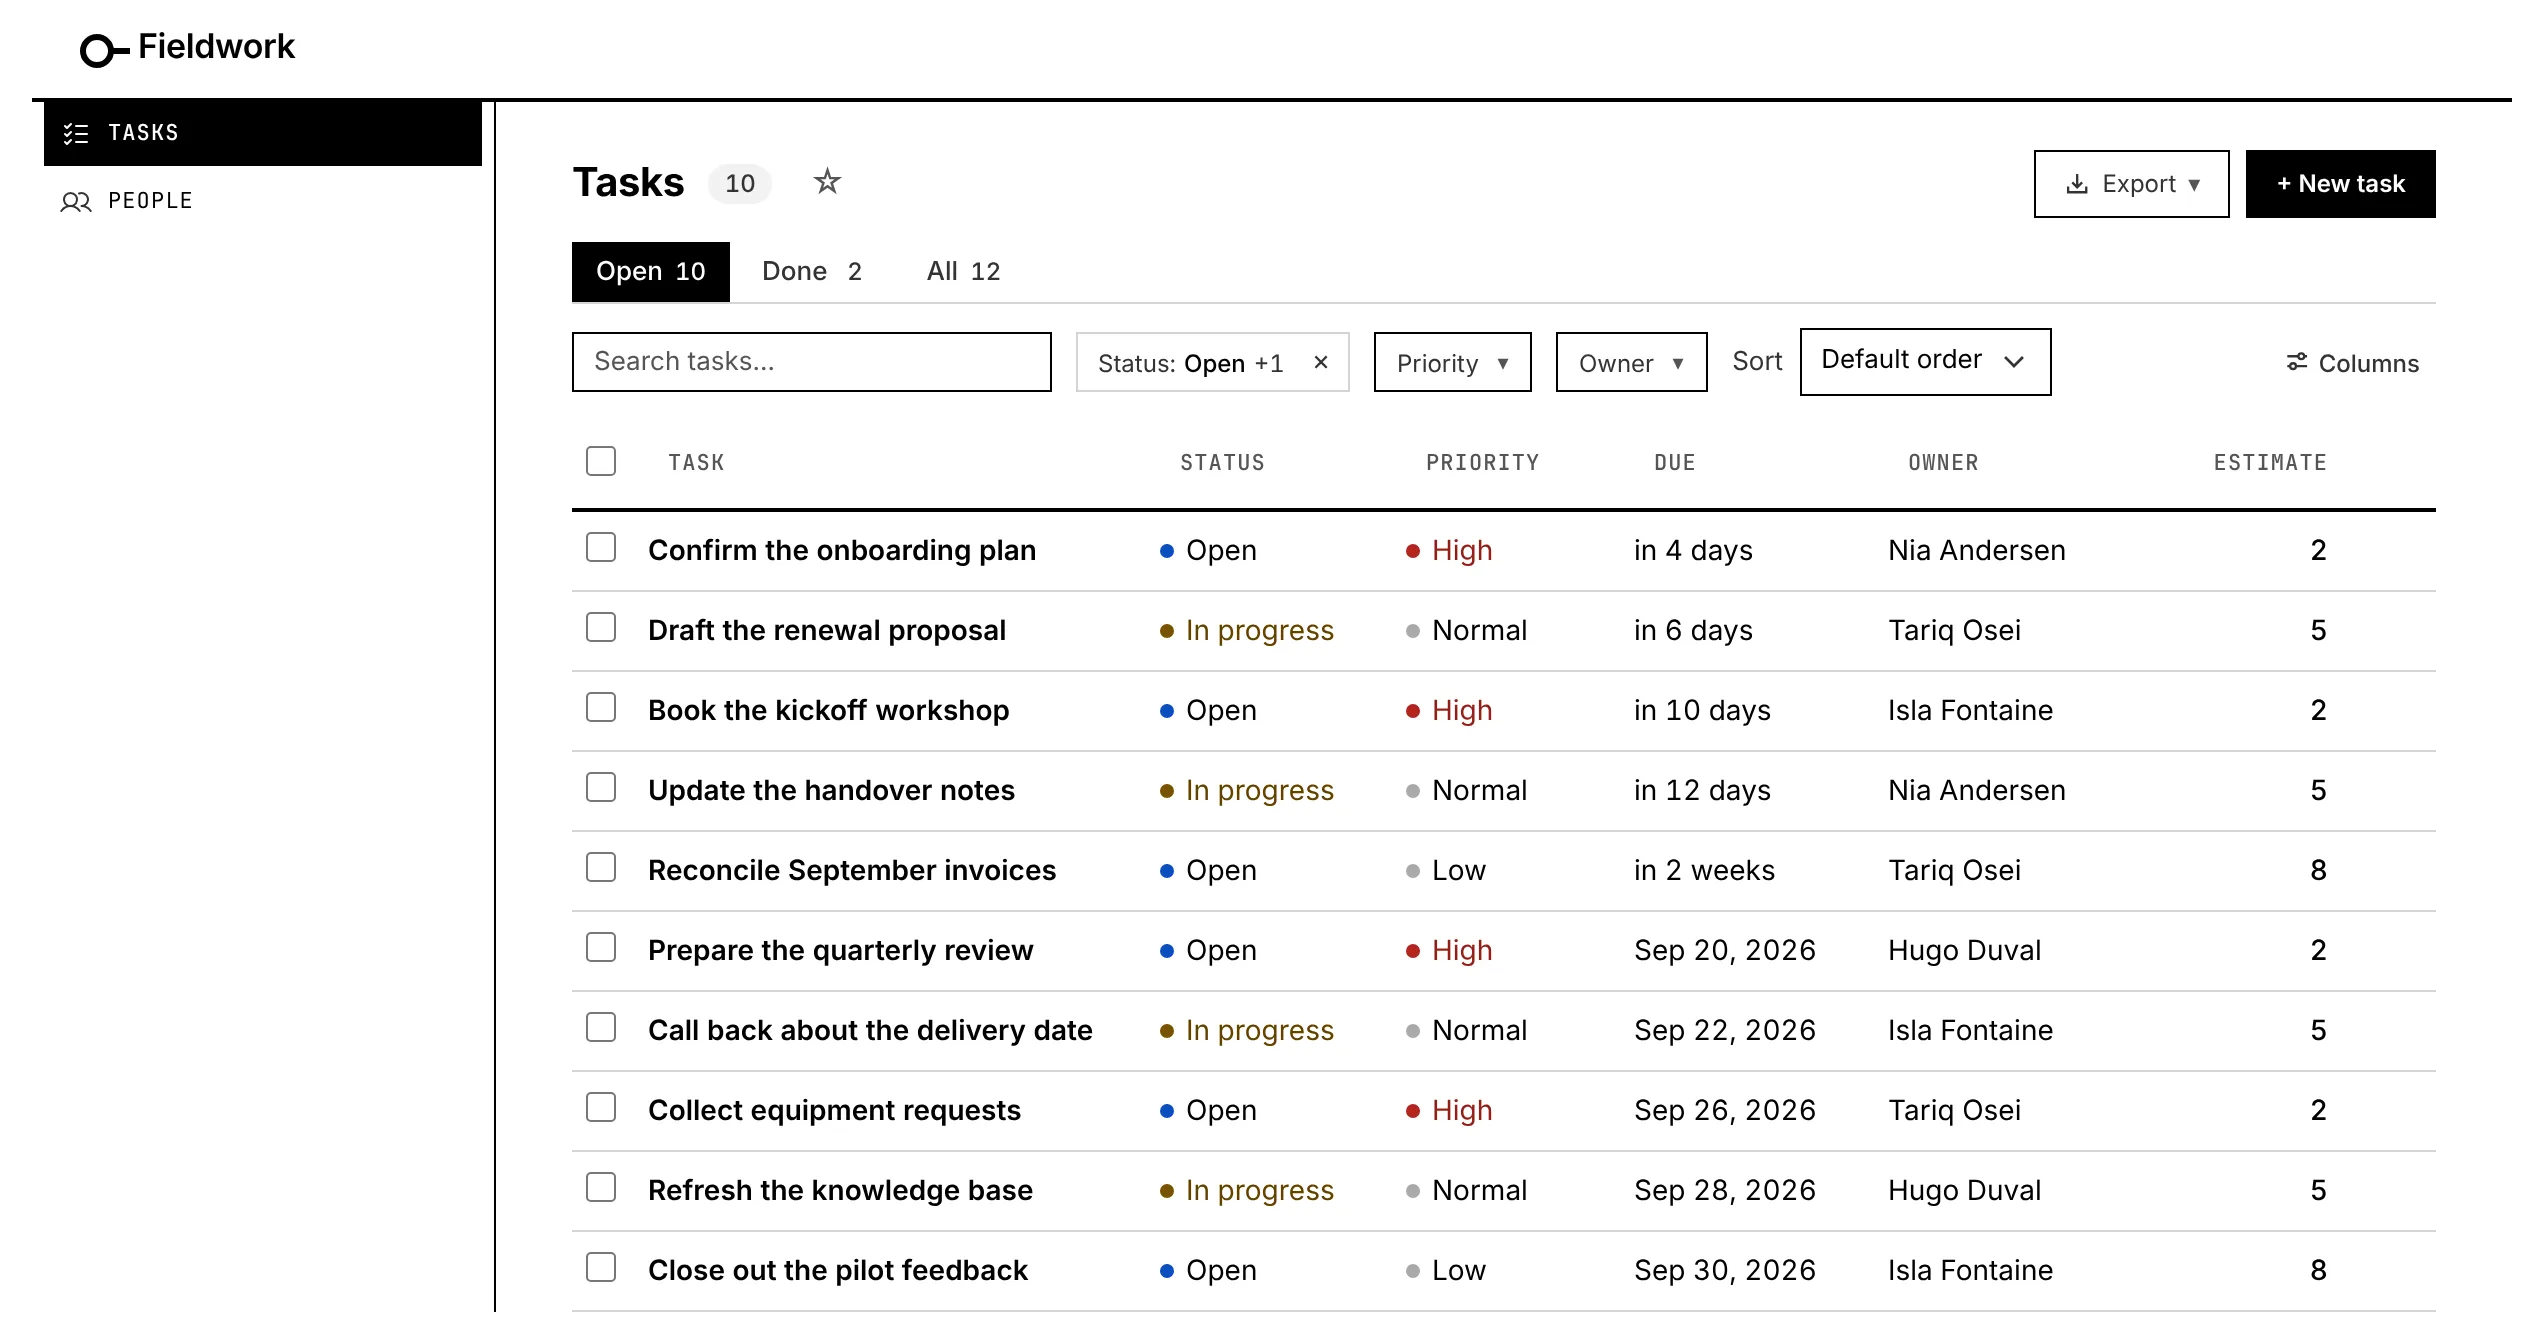 Fieldwork
TASKS
PEOPLE
Tasks 10 ☆ Export ▾ + New task
Open 10 Done 2 All 12
Search tasks... Status: Open +1 × Priority ▾ Owner ▾ Sort Default order Columns
TASK STATUS PRIORITY DUE OWNER ESTIMATE
Confirm the onboarding plan Open High in 4 days Nia Andersen 2
Draft the renewal proposal In progress Normal in 6 days Tariq Osei 5
Book the kickoff workshop Open High in 10 days Isla Fontaine 2
Update the handover notes In progress Normal in 12 days Nia Andersen 5
Reconcile September invoices Open Low in 2 weeks Tariq Osei 8
Prepare the quarterly review Open High Sep 20, 2026 Hugo Duval 2
Call back about the delivery date In progress Normal Sep 22, 2026 Isla Fontaine 5
Collect equipment requests Open High Sep 26, 2026 Tariq Osei 2
Refresh the knowledge base In progress Normal Sep 28, 2026 Hugo Duval 5
Close out the pilot feedback Open Low Sep 30, 2026 Isla Fontaine 8